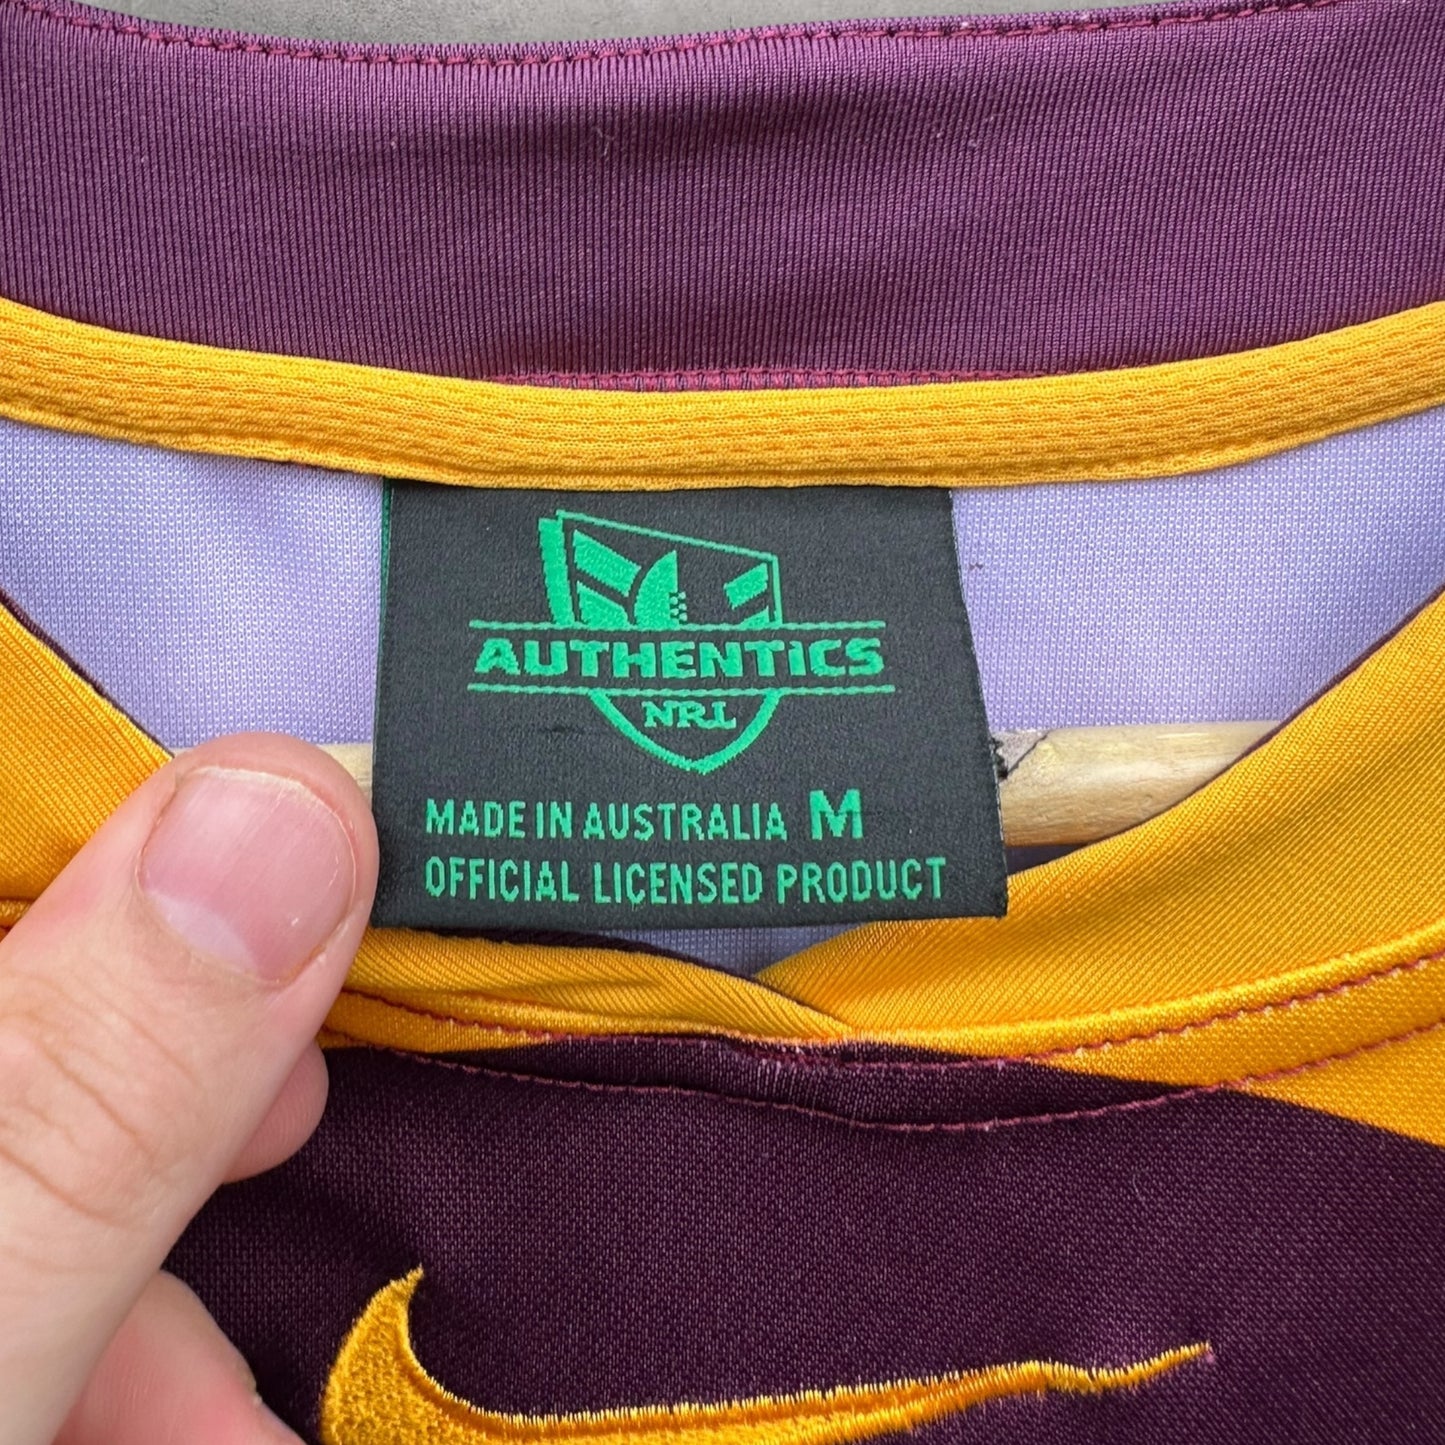 AUTHENTICS
NRL
MADE IN AUSTRALIA M
OFFICIAL LICENSED PRODUCT